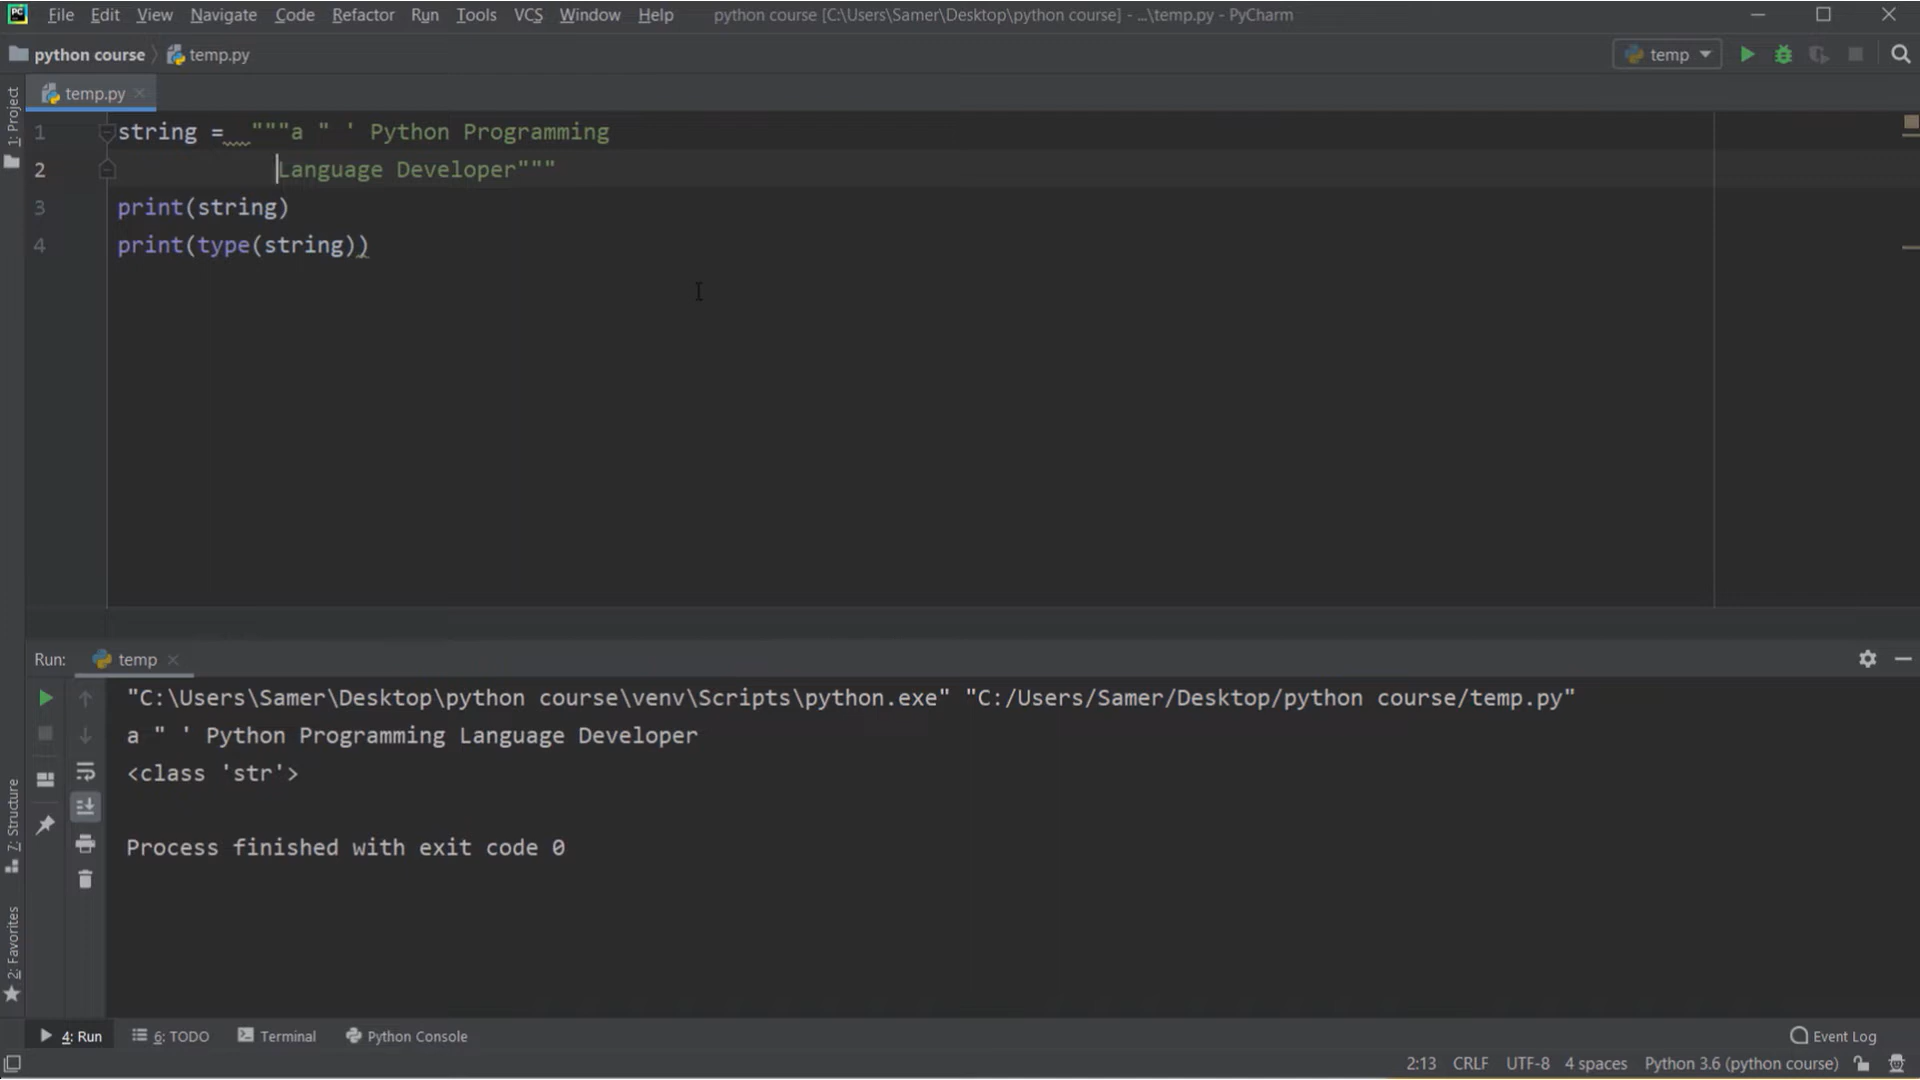 PC File Edit View Navigate Code Refactor Run Tools VCS Window Help python course [C:\Users\Samer\Desktop\python course] - ...\temp.py - PyCharm
python course temp.py temp
temp.py
1: Project
1 string =  """a " ' Python Programming
2             Language Developer"""
3 print(string)
4 print(type(string))
Run: temp
"C:\Users\Samer\Desktop\python course\venv\Scripts\python.exe" "C:/Users/Samer/Desktop/python course/temp.py"
a " ' Python Programming Language Developer
<class 'str'>
Process finished with exit code 0
7: Structure
2: Favorites
4: Run 6: TODO Terminal Python Console Event Log
2:13 CRLF UTF-8 4 spaces Python 3.6 (python course)